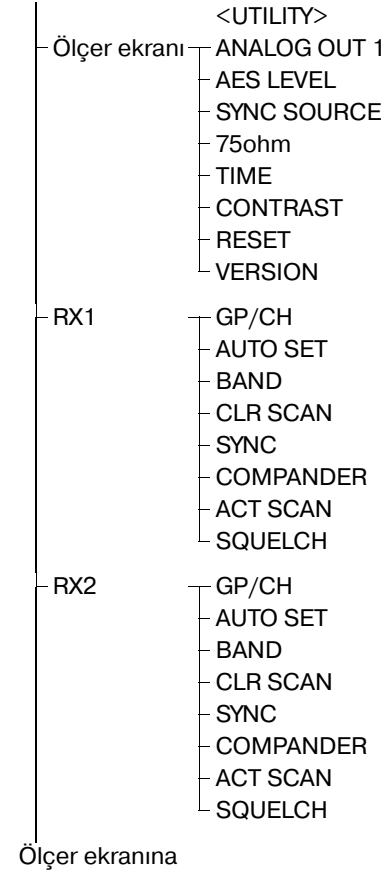 <UTILITY>
Ölçer ekranı ANALOG OUT 1
AES LEVEL
SYNC SOURCE
75ohm
TIME
CONTRAST
RESET
VERSION
RX1 GP/CH
AUTO SET
BAND
CLR SCAN
SYNC
COMPANDER
ACT SCAN
SQUELCH
RX2 GP/CH
AUTO SET
BAND
CLR SCAN
SYNC
COMPANDER
ACT SCAN
SQUELCH
Ölçer ekranına